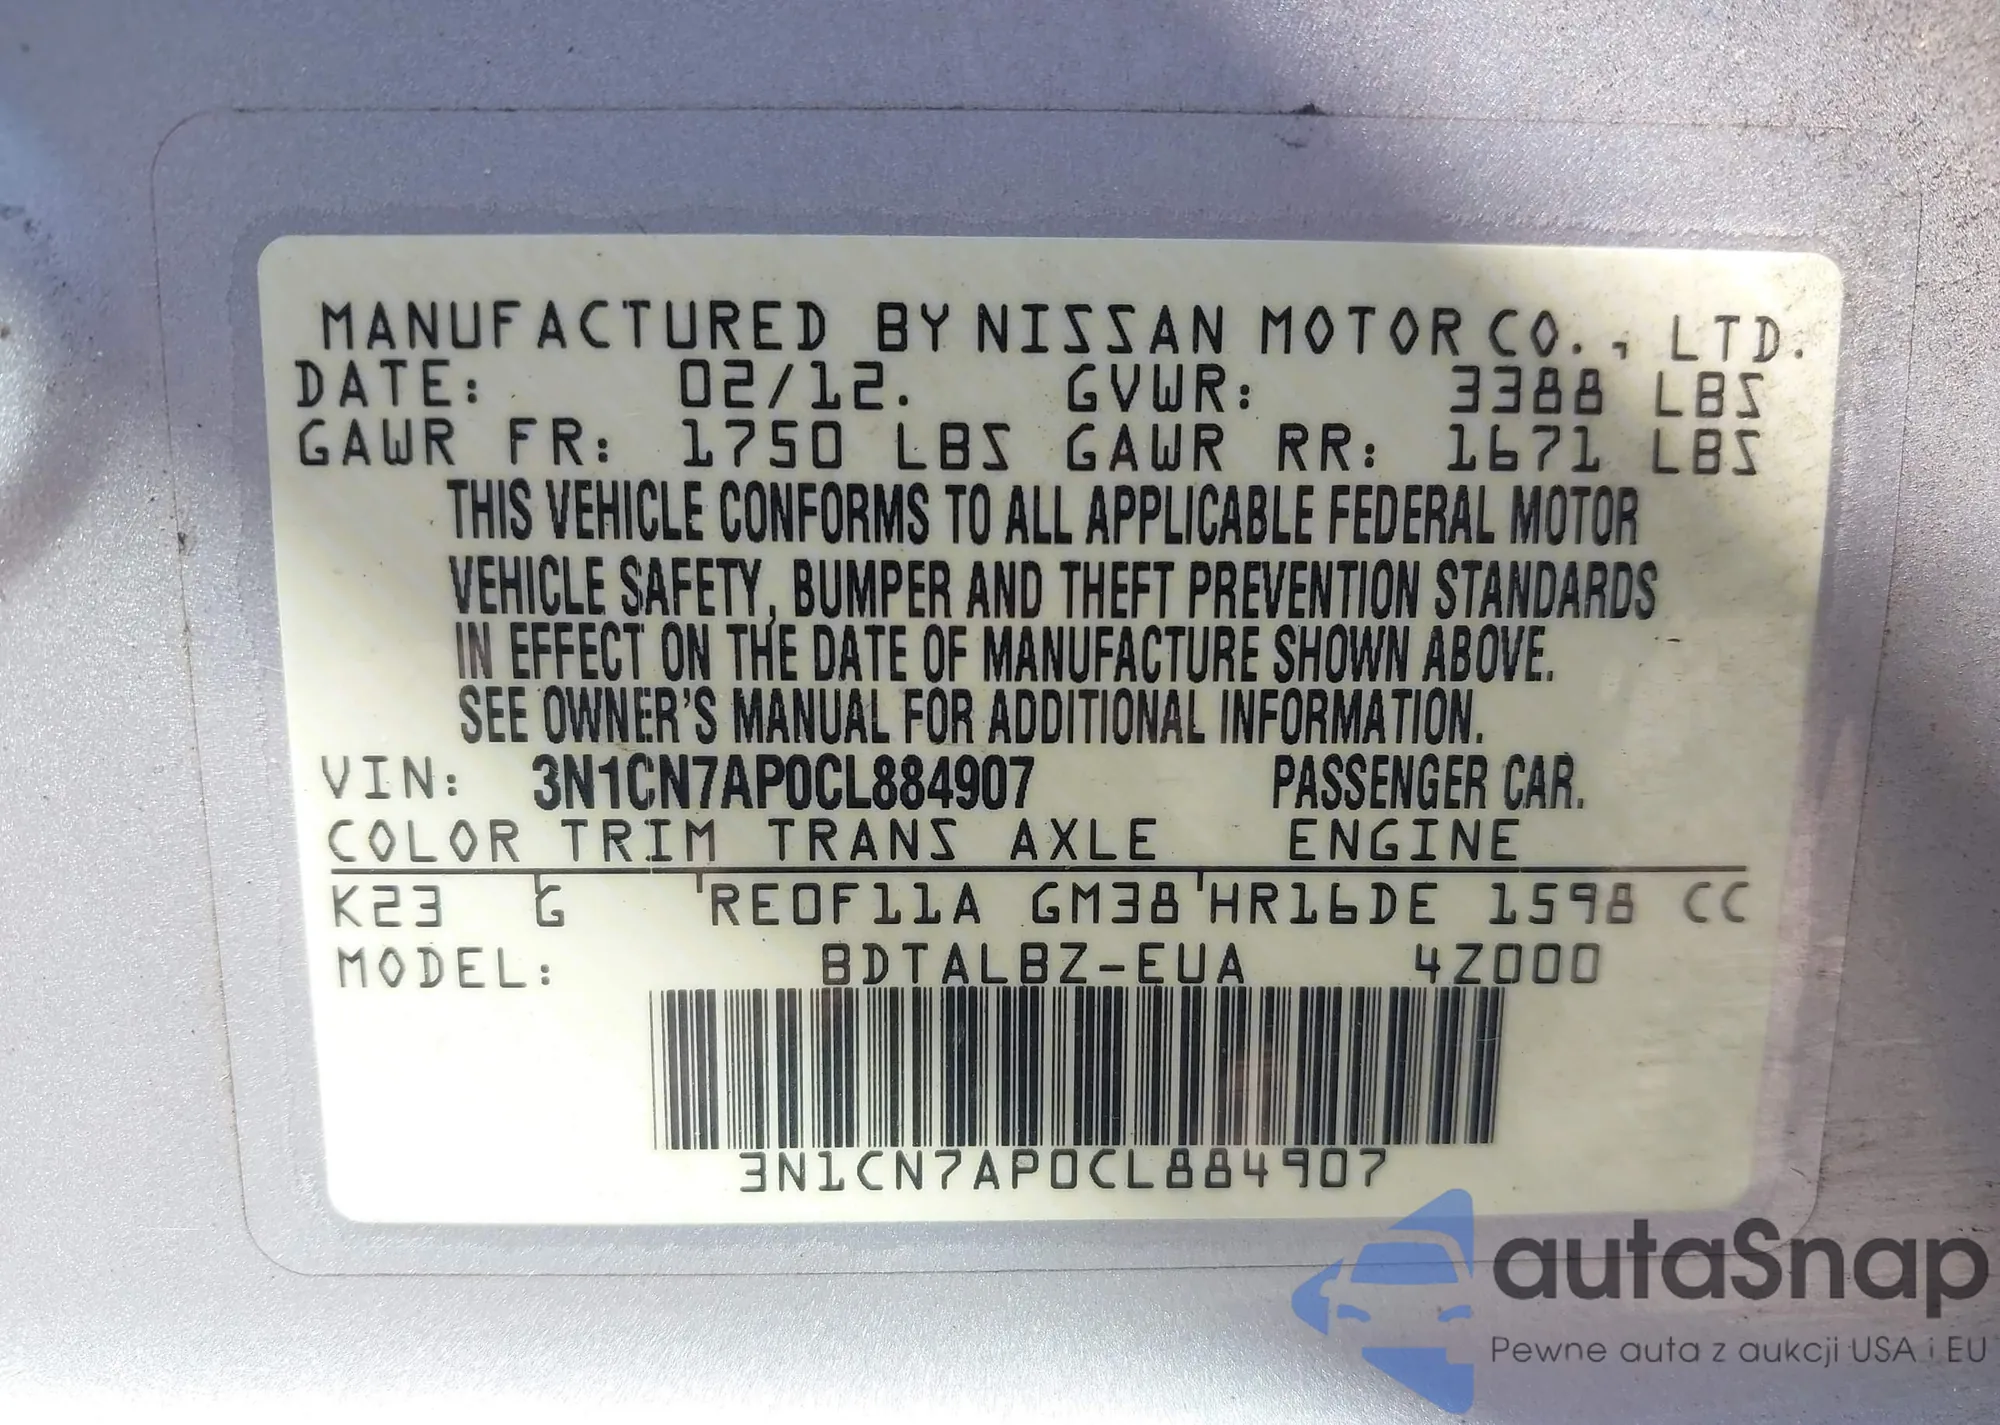 MANUFACTURED BY NISSAN MOTOR CO., LTD.
DATE: 02/12. GVWR: 3388 LBS
GAWR FR: 1750 LBS GAWR RR: 1671 LBS
THIS VEHICLE CONFORMS TO ALL APPLICABLE FEDERAL MOTOR
VEHICLE SAFETY, BUMPER AND THEFT PREVENTION STANDARDS
IN EFFECT ON THE DATE OF MANUFACTURE SHOWN ABOVE.
SEE OWNER'S MANUAL FOR ADDITIONAL INFORMATION.
VIN: 3N1CN7AP0CL884907 PASSENGER CAR.
COLOR TRIM TRANS AXLE ENGINE
K23 G RE0F11A GM38 HR16DE 1598 CC
MODEL: BDTALBZ-EUA 4Z000
3N1CN7AP0CL884907
autaSnap
Pewne auta z aukcji USA i EU